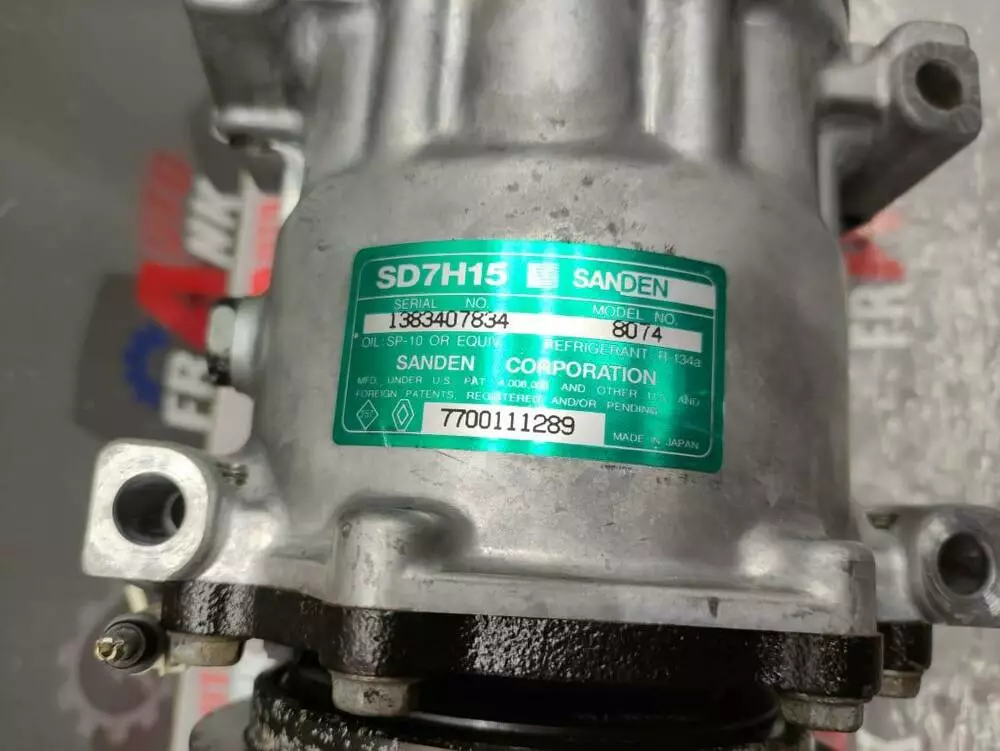 SD7H15 SANDEN
SERIAL NO. MODEL NO.
1383407834 8074
OIL: SP-10 OR EQUIV. REFRIGERANT R-134a
SANDEN CORPORATION
MFD. UNDER U.S. PAT. AND OTHER U.S. AND
FOREIGN PATENTS, REGISTERED AND/OR PENDING
7700111289
MADE IN JAPAN